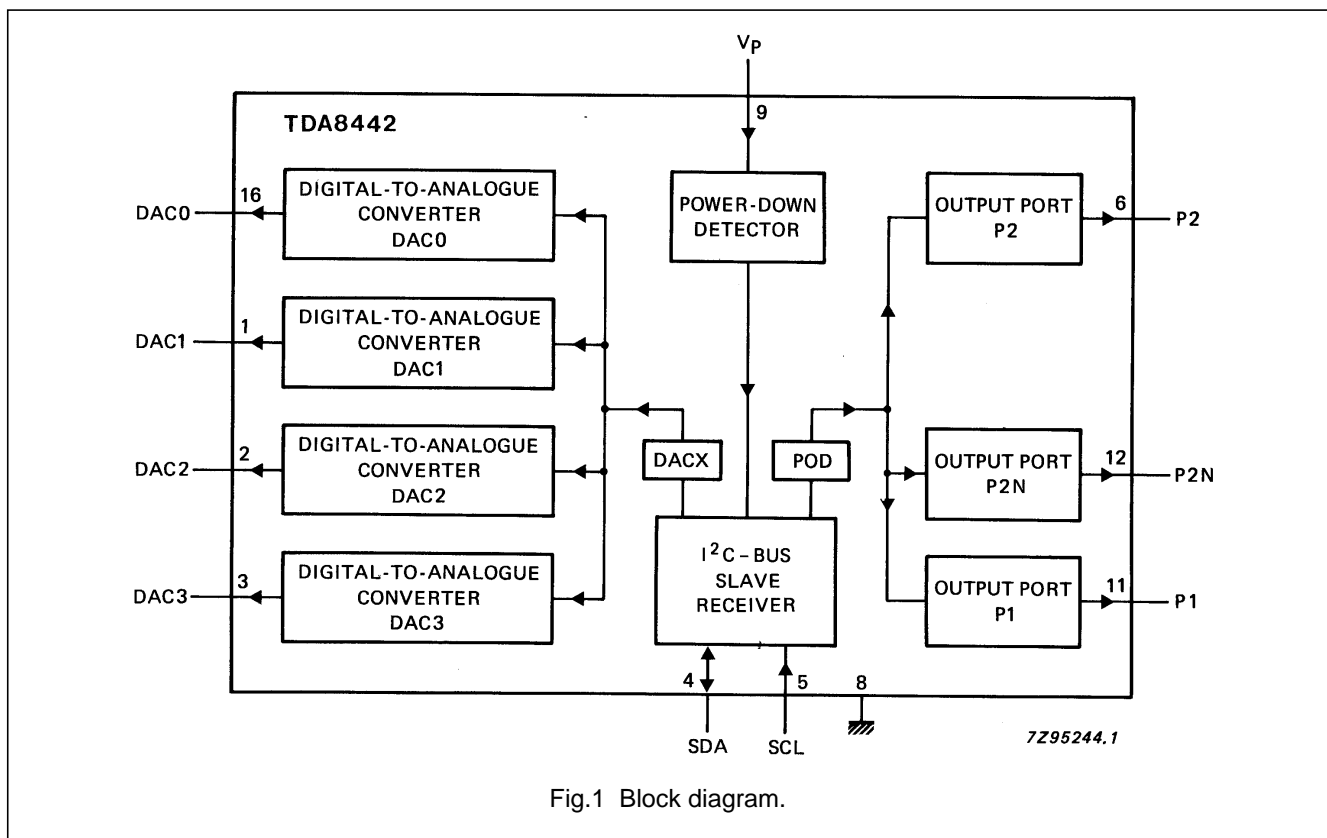 VP
9
TDA8442
DIGITAL-TO-ANALOGUE
CONVERTER
DAC0
16
DAC0
POWER-DOWN
DETECTOR
OUTPUT PORT
P2
6
P2
DIGITAL-TO-ANALOGUE
CONVERTER
DAC1
1
DAC1
DIGITAL-TO-ANALOGUE
CONVERTER
DAC2
2
DAC2
DACX
POD
OUTPUT PORT
P2N
12
P2N
DIGITAL-TO-ANALOGUE
CONVERTER
DAC3
3
DAC3
I²C-BUS
SLAVE
RECEIVER
OUTPUT PORT
P1
11
P1
4
5
8
SDA
SCL
7Z95244.1
Fig.1 Block diagram.